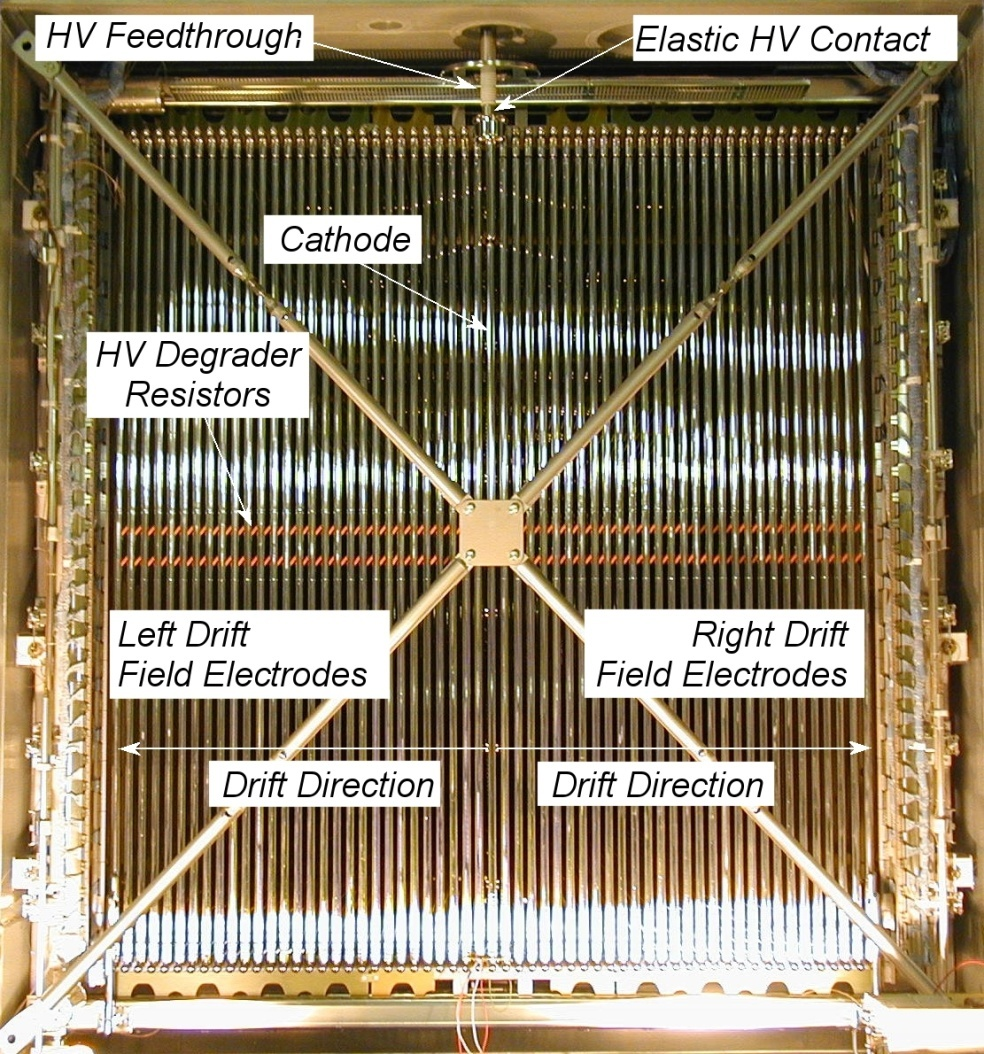 HV Feedthrough
Elastic HV Contact
Cathode
HV Degrader
Resistors
Left Drift
Field Electrodes
Right Drift
Field Electrodes
Drift Direction
Drift Direction